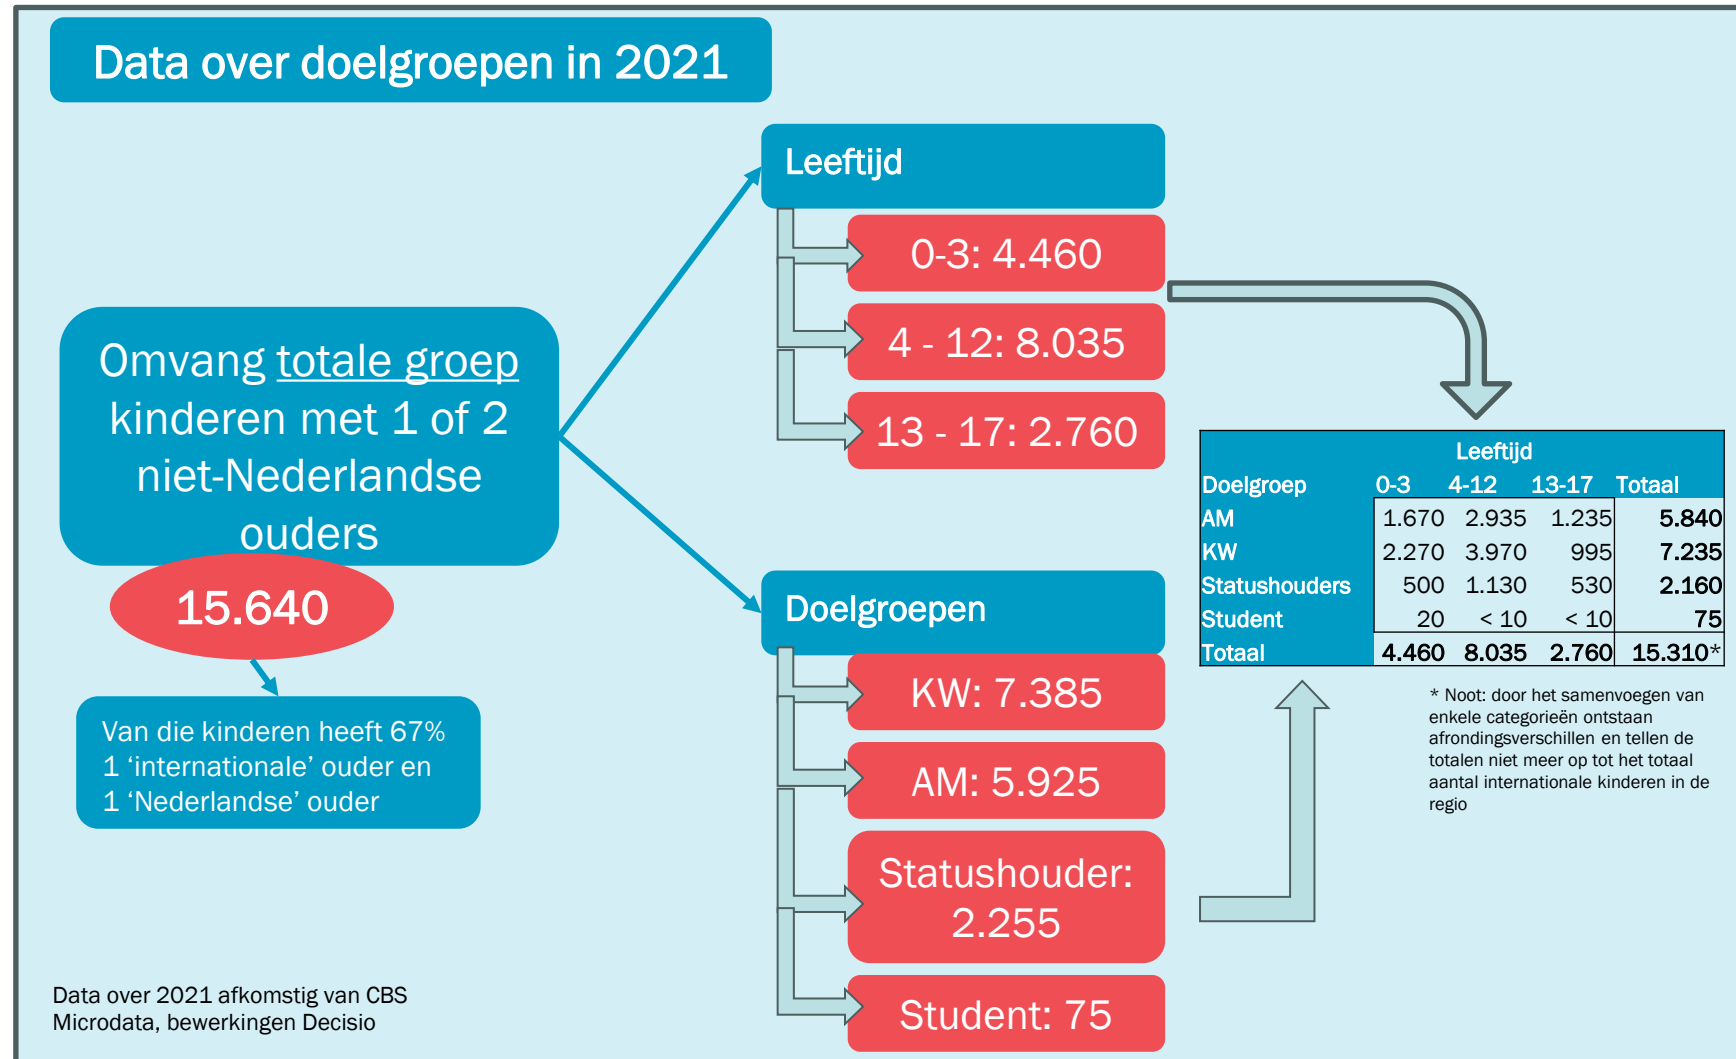 Data over doelgroepen in 2021
Omvang totale groep
kinderen met 1 of 2
niet-Nederlandse
ouders
15.640
Van die kinderen heeft 67%
1 ‘internationale’ ouder en
1 ‘Nederlandse’ ouder
Leeftijd
0-3: 4.460
4 - 12: 8.035
13 - 17: 2.760
Doelgroepen
KW: 7.385
AM: 5.925
Statushouder:
2.255
Student: 75
Leeftijd
Doelgroep 0-3 4-12 13-17 Totaal
AM 1.670 2.935 1.235 5.840
KW 2.270 3.970 995 7.235
Statushouders 500 1.130 530 2.160
Student 20 < 10 < 10 75
Totaal 4.460 8.035 2.760 15.310*
* Noot: door het samenvoegen van
enkele categorieën ontstaan
afrondingsverschillen en tellen de
totalen niet meer op tot het totaal
aantal internationale kinderen in de
regio
Data over 2021 afkomstig van CBS
Microdata, bewerkingen Decisio